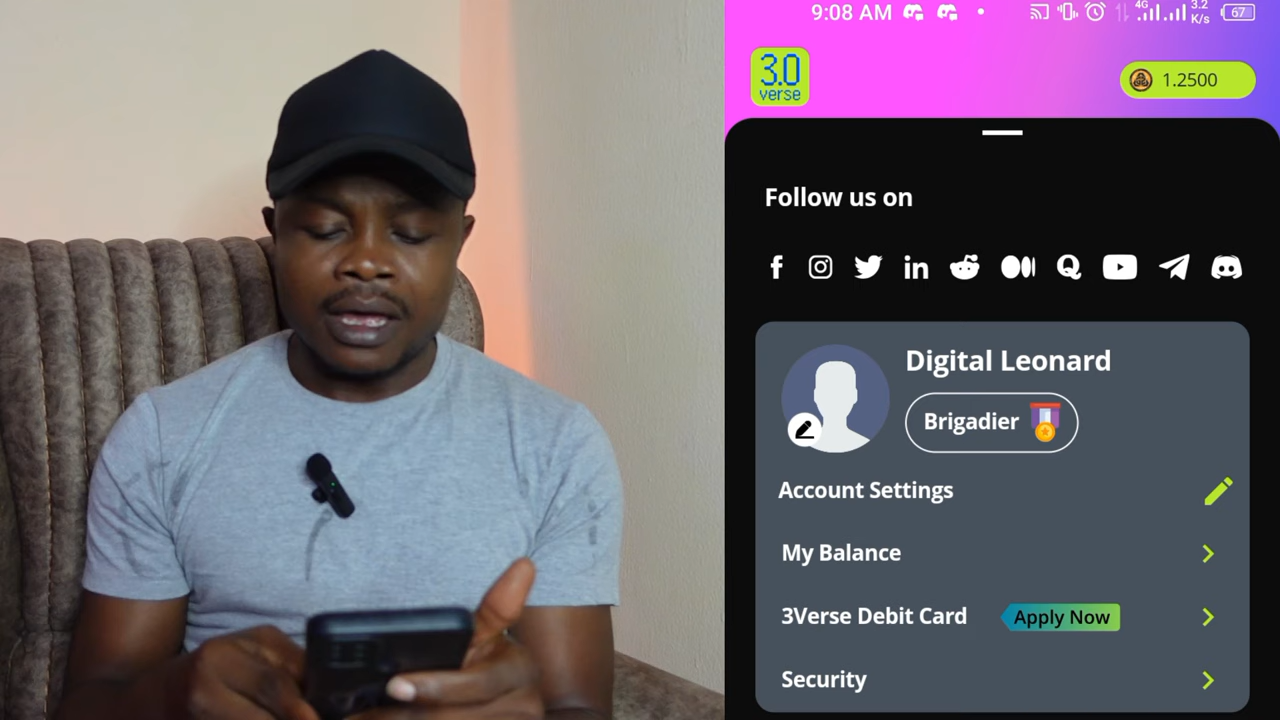 9:08 AM
4G
3.2
K/s
67
3.0
verse
1.2500
Follow us on
Digital Leonard
Brigadier
Account Settings
My Balance
3Verse Debit Card
Apply Now
Security